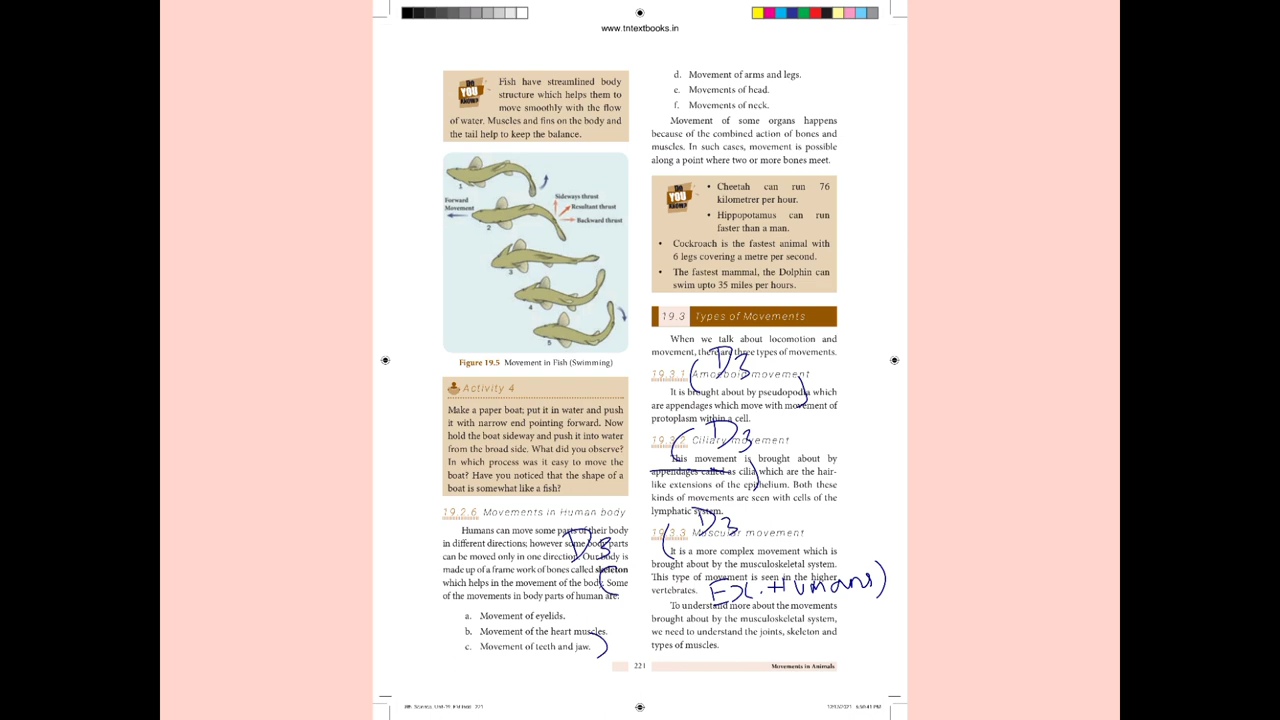 www.tntextbooks.in
DO YOU KNOW?
Fish have streamlined body
structure which helps them to
move smoothly with the flow
of water. Muscles and fins on the body and
the tail help to keep the balance.
1
Forward
Movement
Sideways thrust
Resultant thrust
Backward thrust
2
3
4
5
Figure 19.5 Movement in Fish (Swimming)
Activity 4
Make a paper boat; put it in water and push
it with narrow end pointing forward. Now
hold the boat sideway and push it into water
from the broad side. What did you observe?
In which process was it easy to move the
boat? Have you noticed that the shape of a
boat is somewhat like a fish?
19.2.6 Movements in Human body
Humans can move some parts of their body
in different directions; however some body parts
can be moved only in one direction. Our body is
made up of a frame work of bones called skeleton
which helps in the movement of the body. Some
of the movements in body parts of human are:
D3
a. Movement of eyelids.
b. Movement of the heart muscles.
c. Movement of teeth and jaw.
d. Movement of arms and legs.
e. Movements of head.
f. Movements of neck.
Movement of some organs happens
because of the combined action of bones and
muscles. In such cases, movement is possible
along a point where two or more bones meet.
DO YOU KNOW?
• Cheetah can run 76
kilometrer per hour.
• Hippopotamus can run
faster than a man.
• Cockroach is the fastest animal with
6 legs covering a metre per second.
• The fastest mammal, the Dolphin can
swim upto 35 miles per hours.
19.3 Types of Movements
When we talk about locomotion and
movement, there are three types of movements.
D3
19.3.1 Amoeboid movement
It is brought about by pseudopodia which
are appendages which move with movement of
protoplasm within a cell.
D3
19.3.2 Ciliary movement
This movement is brought about by
appendages called as cilia which are the hair-
like extensions of the epithelium. Both these
kinds of movements are seen with cells of the
lymphatic system.
D3
19.3.3 Muscular movement
It is a more complex movement which is
brought about by the musculoskeletal system.
This type of movement is seen in the higher
vertebrates.
Ex. Humans)
To understand more about the movements
brought about by the musculoskeletal system,
we need to understand the joints, skeleton and
types of muscles.
221
Movements in Animals